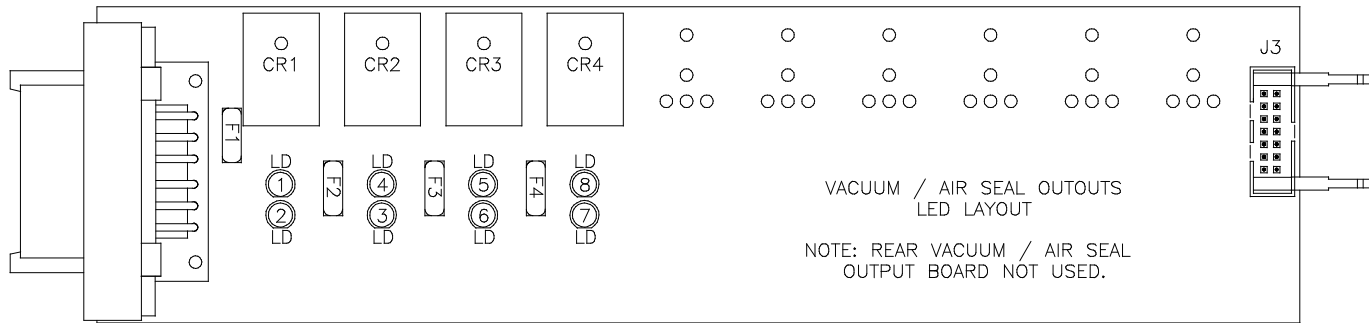 J3
CR1 CR2 CR3 CR4
F1
LD LD LD LD
1 4 5 8
F2 F3 F4
2 3 6 7
LD LD LD LD
VACUUM / AIR SEAL OUTOUTS
LED LAYOUT
NOTE: REAR VACUUM / AIR SEAL
OUTPUT BOARD NOT USED.